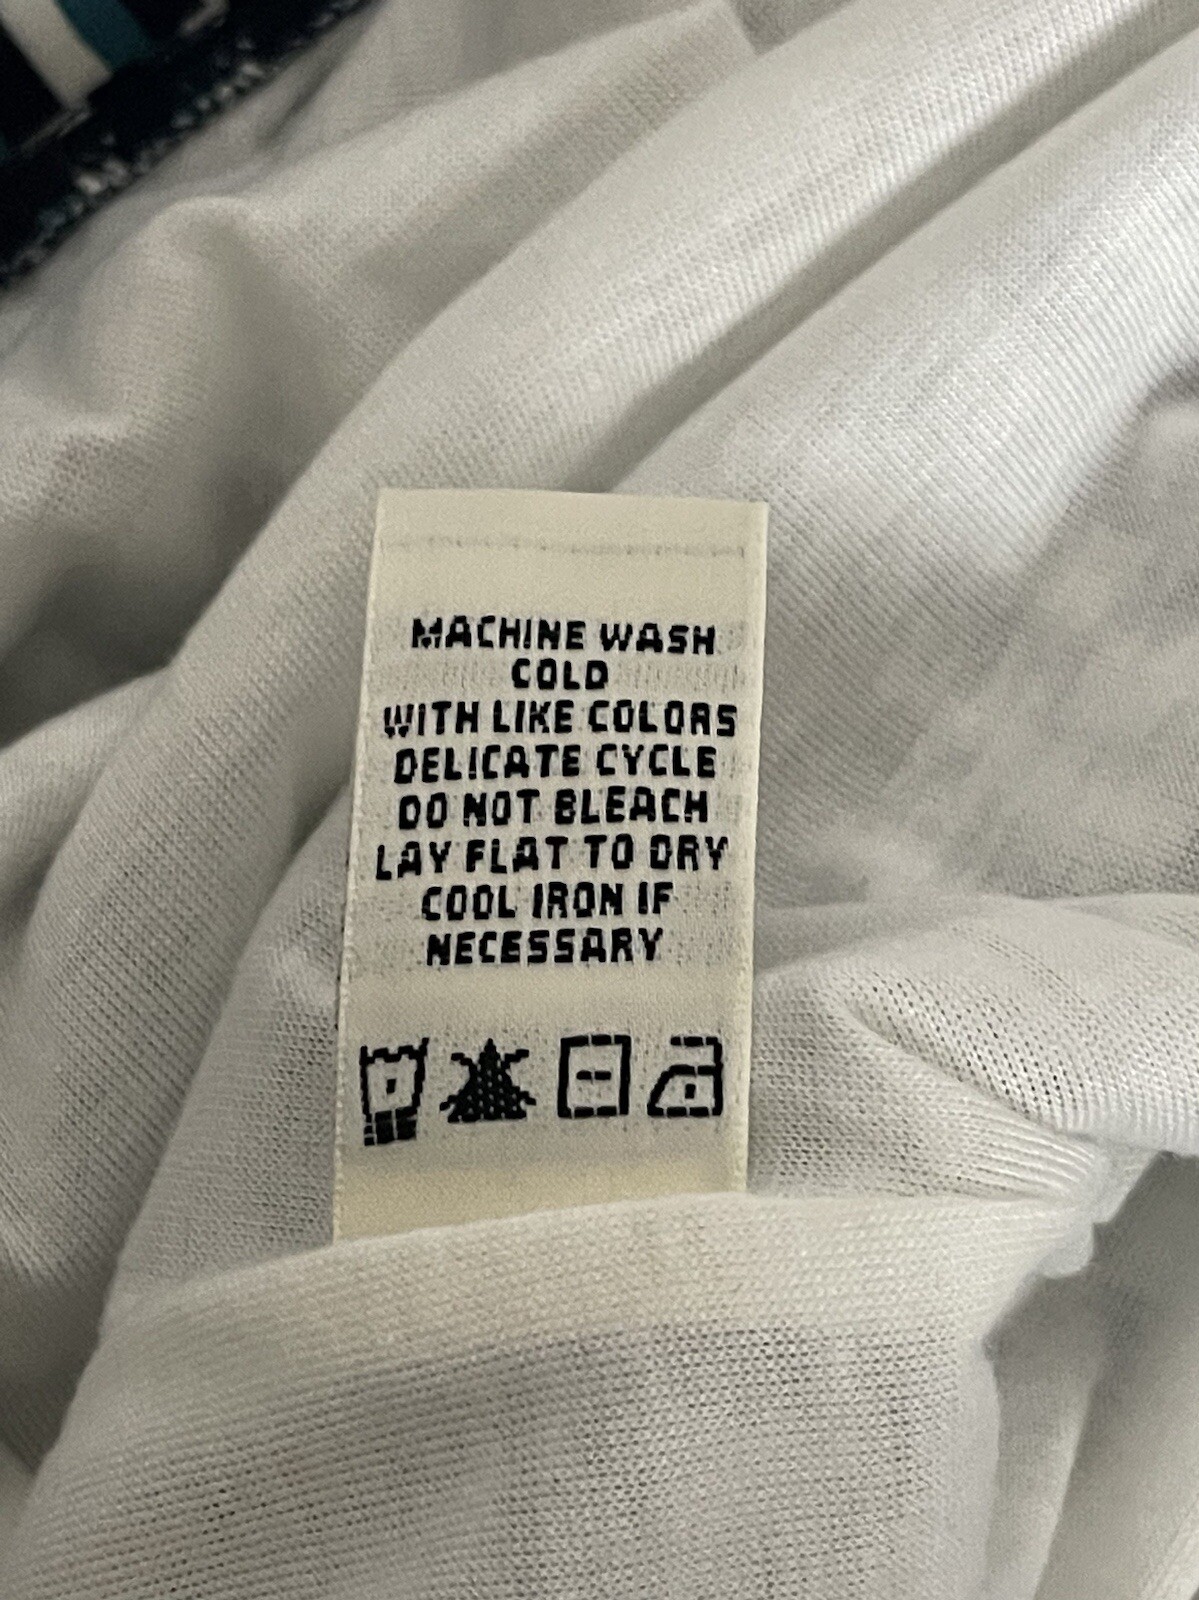 MACHINE WASH
COLD
WITH LIKE COLORS
DELICATE CYCLE
DO NOT BLEACH
LAY FLAT TO DRY
COOL IRON IF
NECESSARY